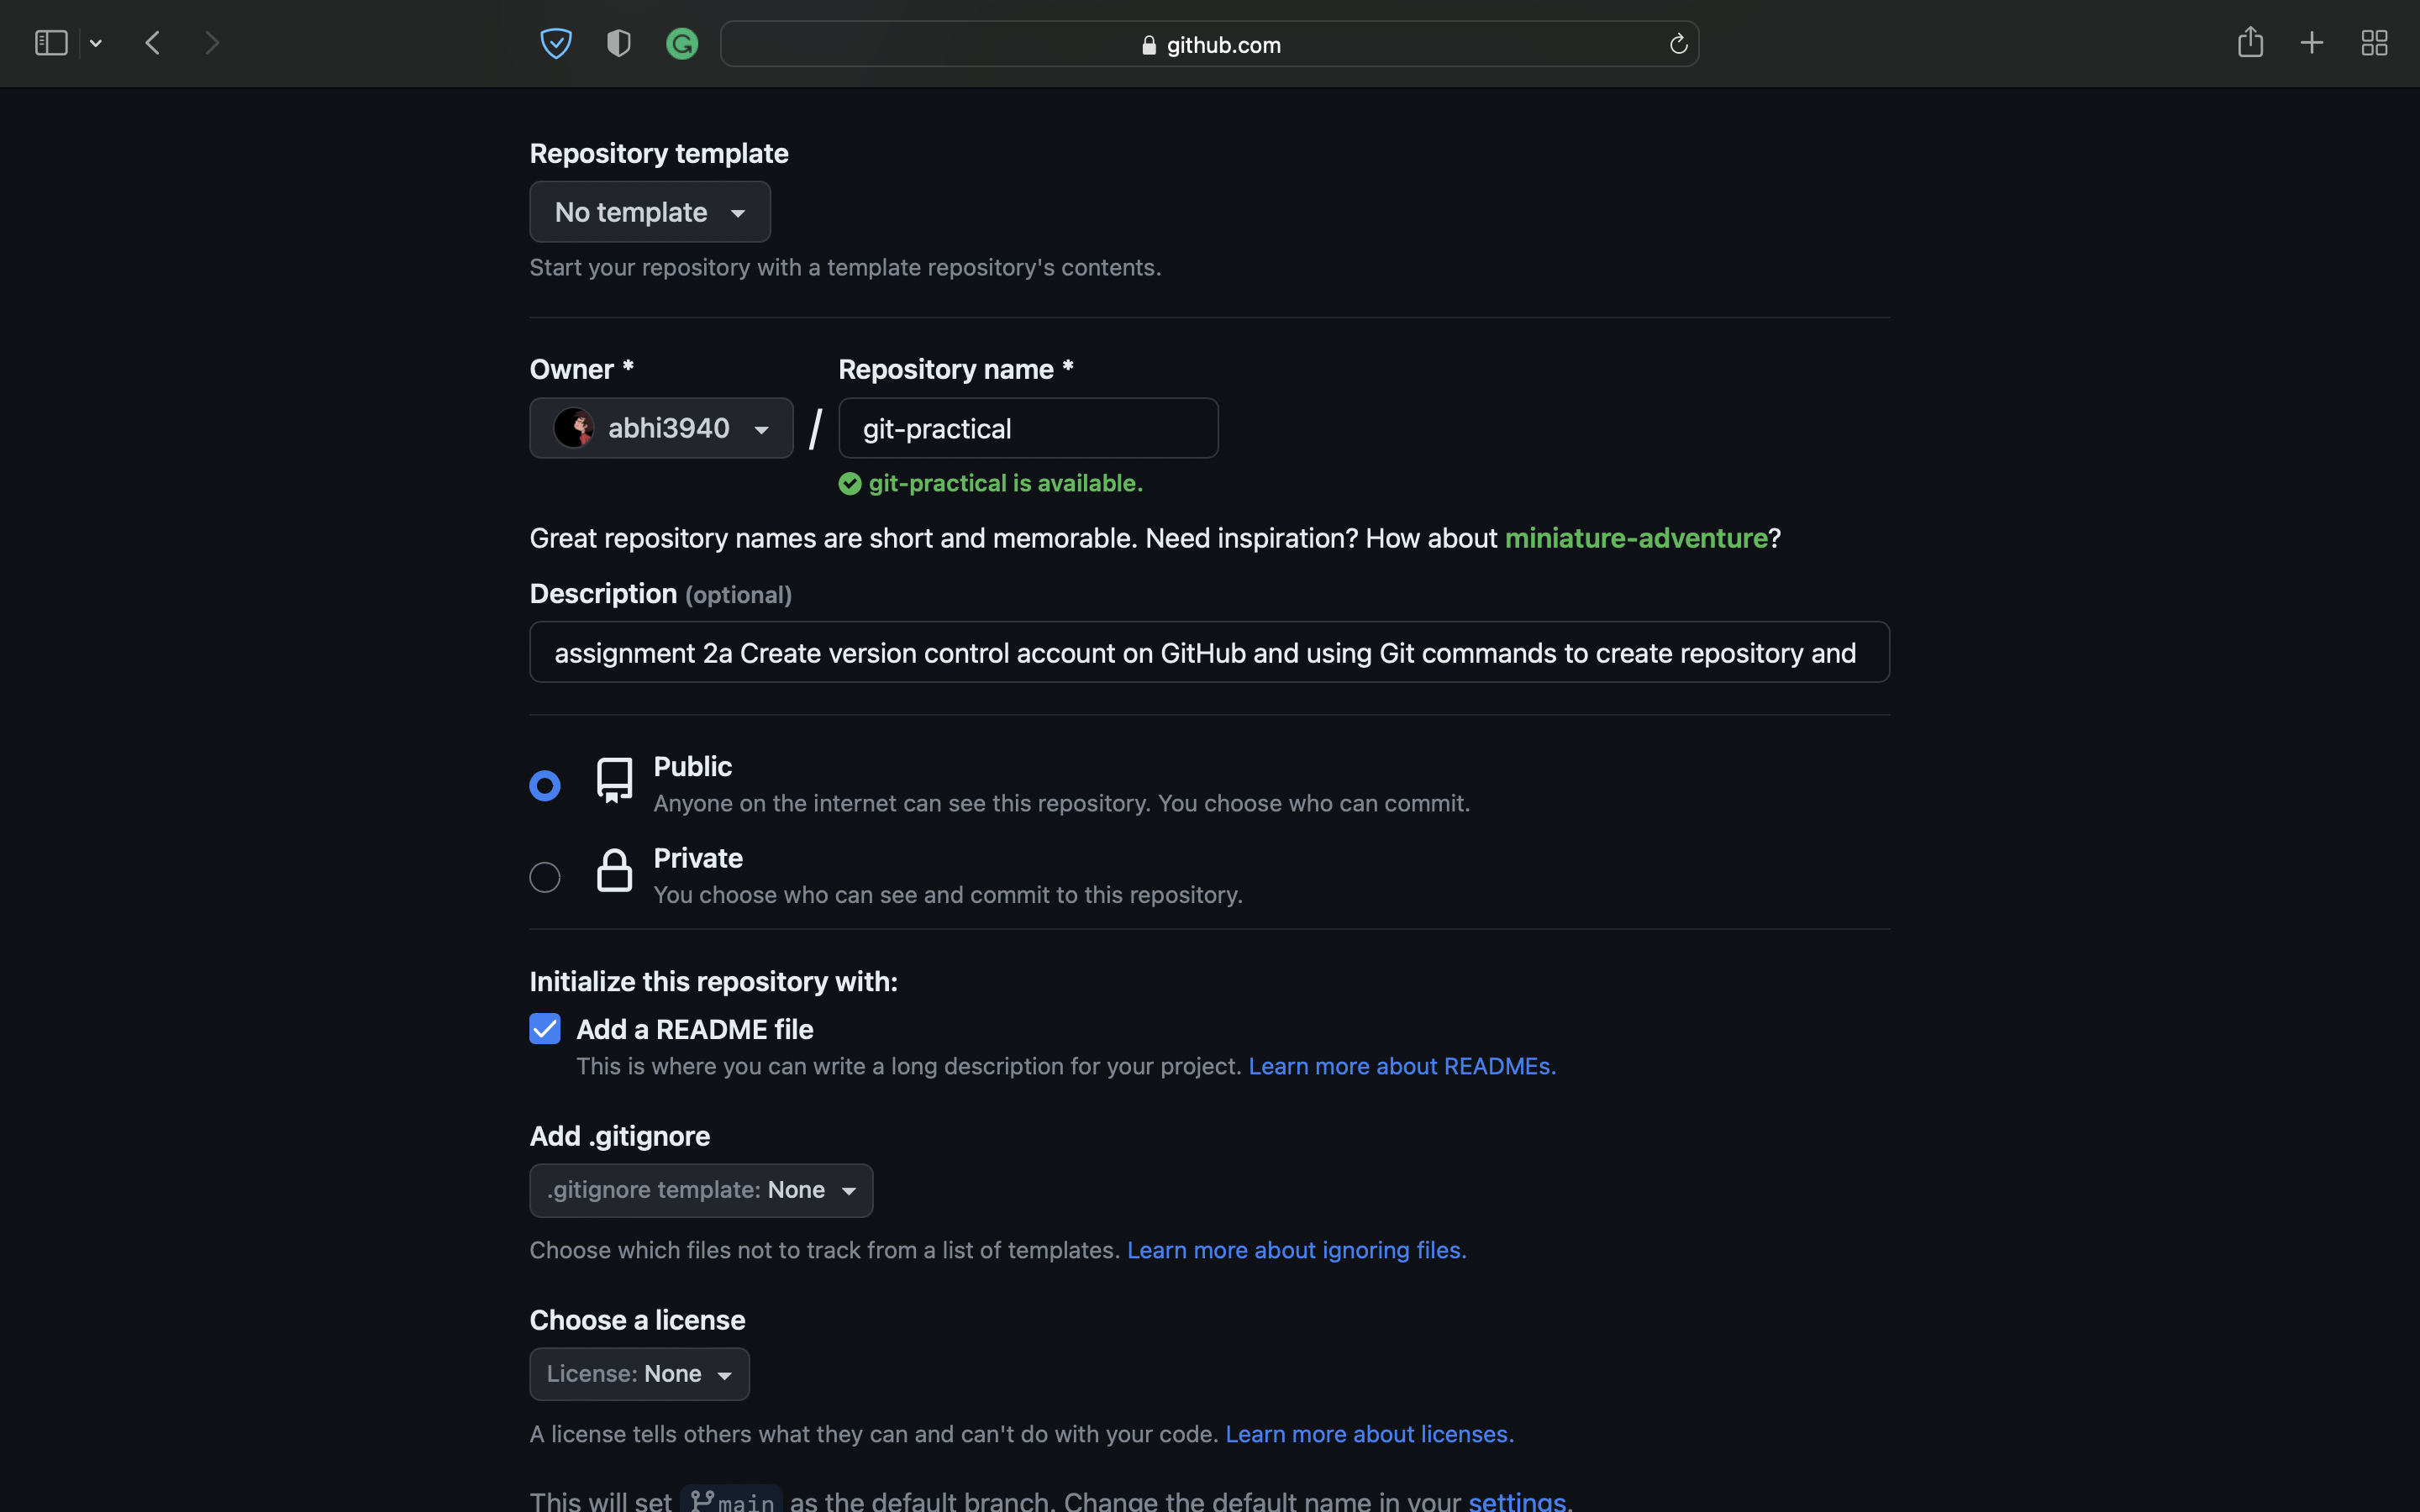 github.com
Repository template
No template
Start your repository with a template repository's contents.
Owner * Repository name *
abhi3940 / git-practical
git-practical is available.
Great repository names are short and memorable. Need inspiration? How about miniature-adventure?
Description (optional)
assignment 2a Create version control account on GitHub and using Git commands to create repository and
Public
Anyone on the internet can see this repository. You choose who can commit.
Private
You choose who can see and commit to this repository.
Initialize this repository with:
Add a README file
This is where you can write a long description for your project. Learn more about READMEs.
Add .gitignore
.gitignore template: None
Choose which files not to track from a list of templates. Learn more about ignoring files.
Choose a license
License: None
A license tells others what they can and can't do with your code. Learn more about licenses.
This will set main as the default branch. Change the default name in your settings.